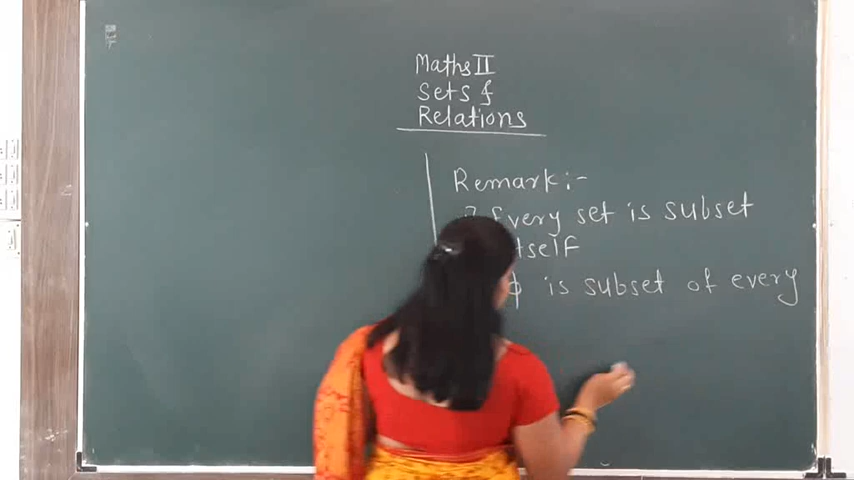 Maths II
Sets &
Relations
Remark :-
Every set is subset
itself
ϕ is subset of every